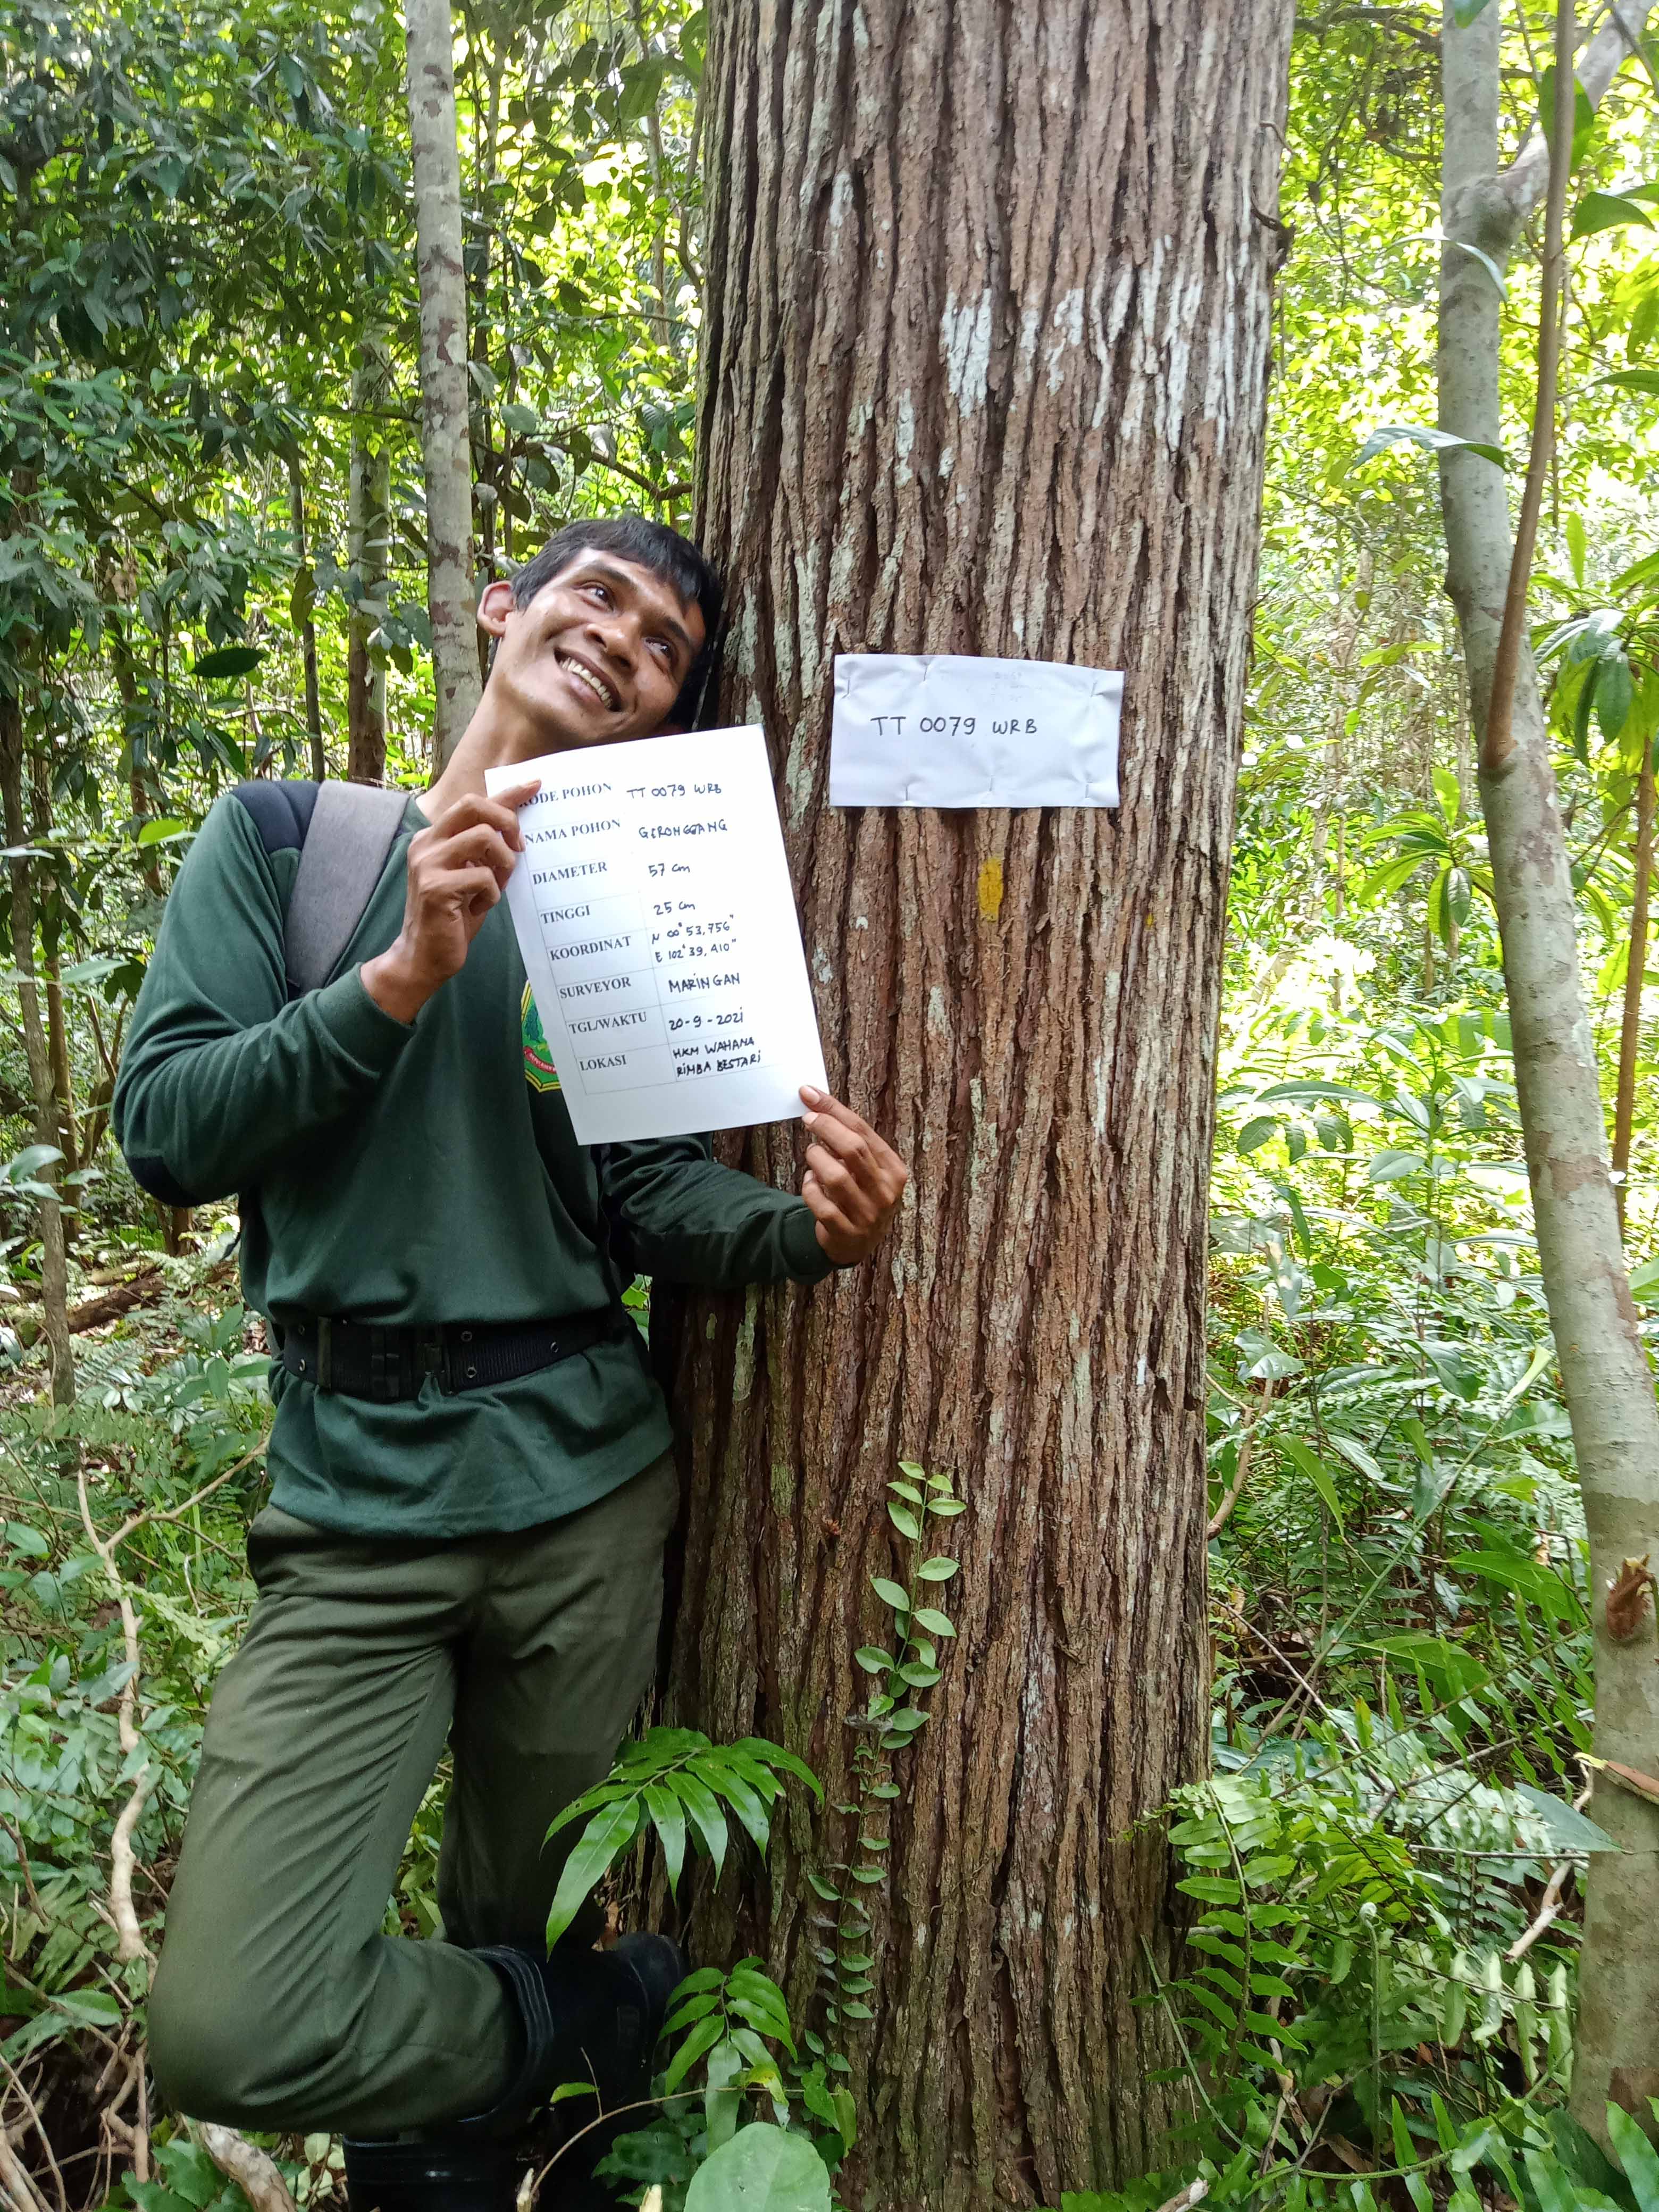 TT 0079 WRB
KODE POHON TT 0079 WRB
NAMA POHON GERONGGANG
DIAMETER 57 cm
TINGGI 25 cm
KOORDINAT N 00° 53,756"
E 102° 39,410"
SURVEYOR MARINGAN
TGL/WAKTU 20-9-2021
LOKASI HKM WAHANA
RIMBA BESTARI